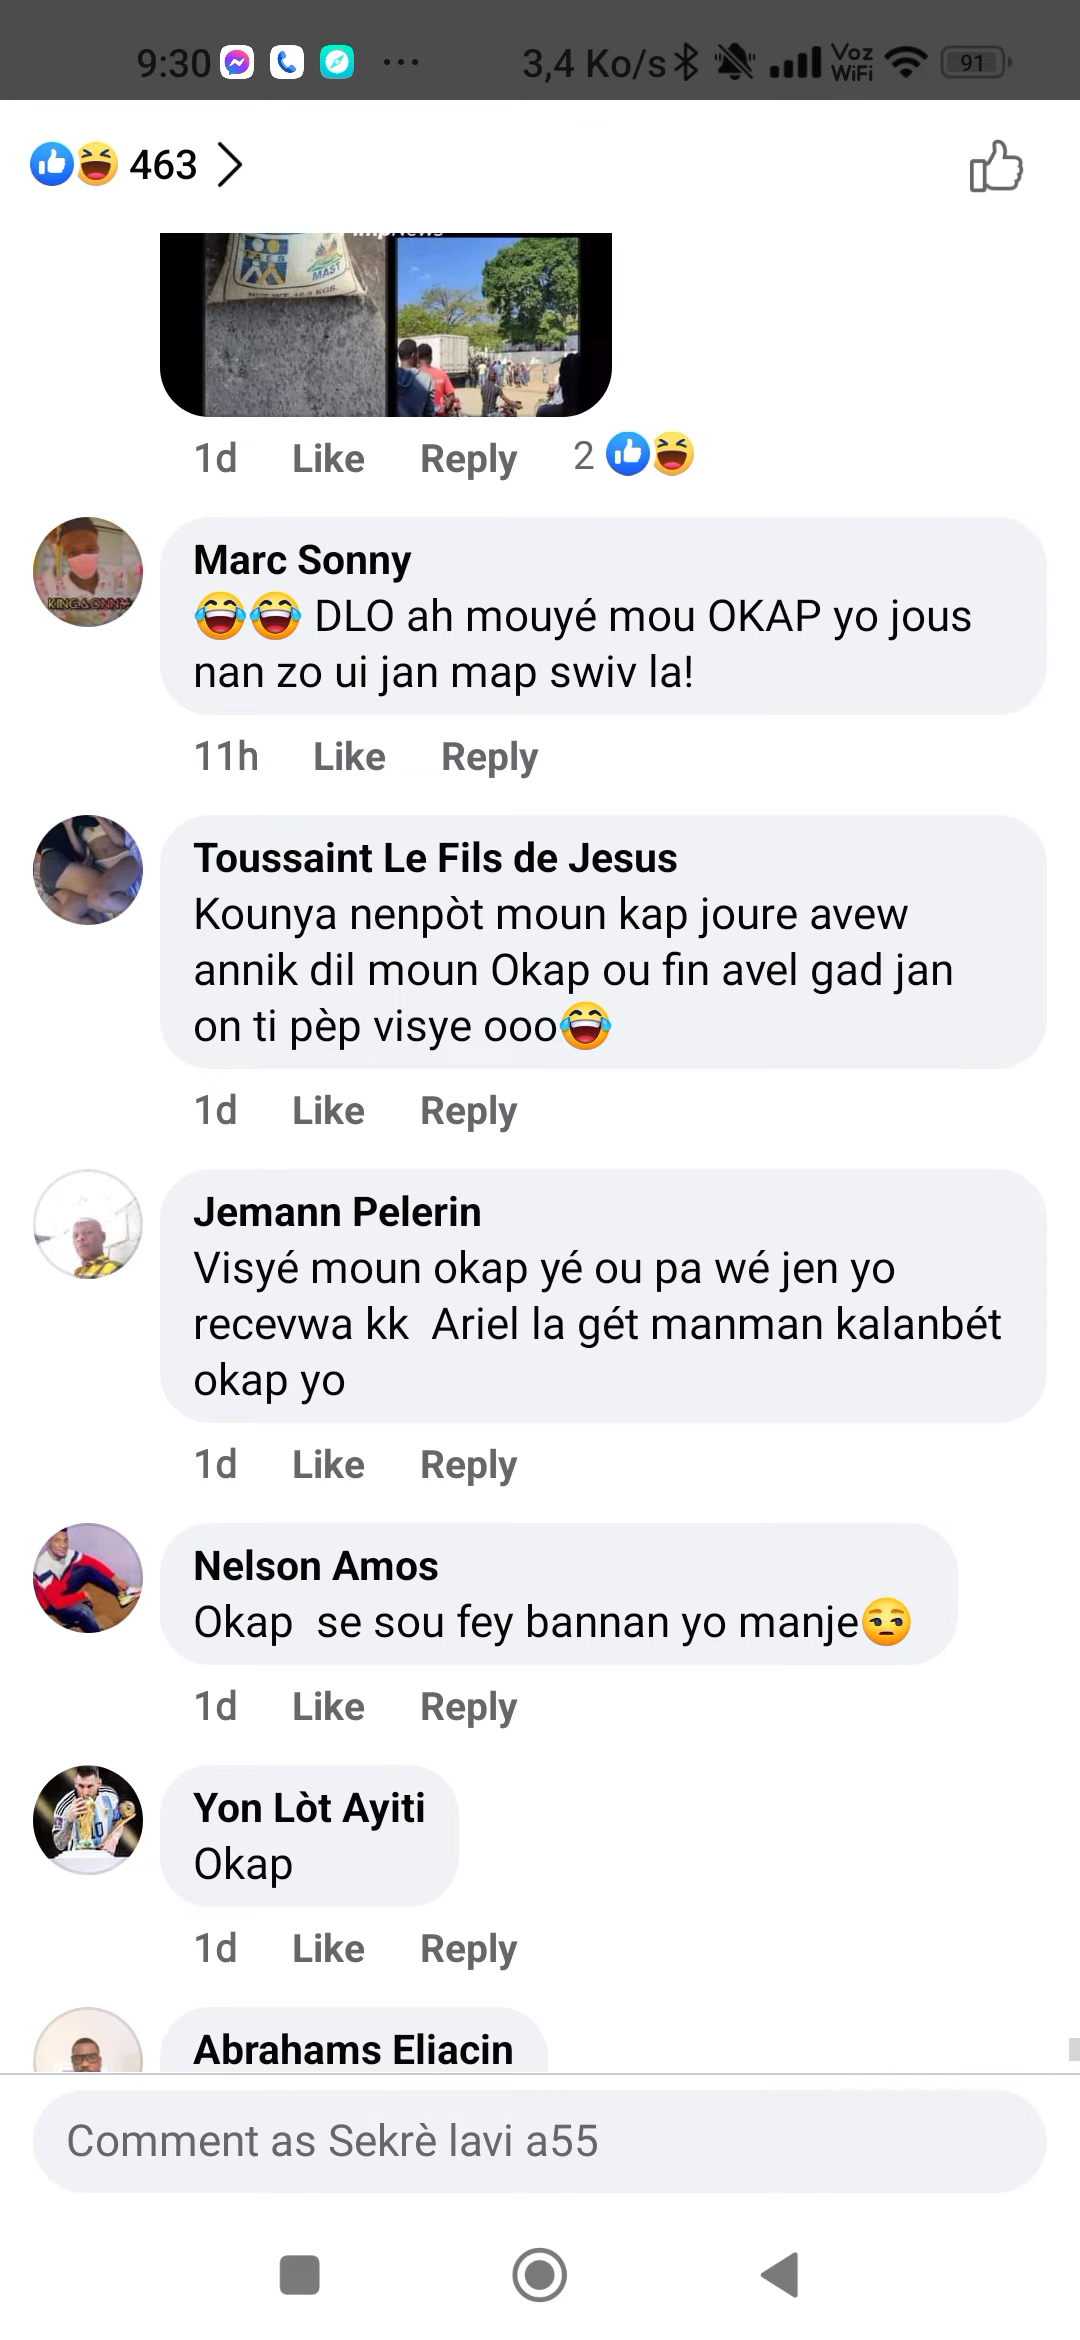 9:30
3,4 Ko/s
Voz
WiFi
91
463
TAES
MAST
1d Like Reply 2
Marc Sonny
😂😂 DLO ah mouyé mou OKAP yo jous
nan zo ui jan map swiv la!
11h Like Reply
Toussaint Le Fils de Jesus
Kounya nenpòt moun kap joure avew
annik dil moun Okap ou fin avel gad jan
on ti pèp visye ooo😂
1d Like Reply
Jemann Pelerin
Visyé moun okap yé ou pa wé jen yo
recevwa kk Ariel la gét manman kalanbét
okap yo
1d Like Reply
Nelson Amos
Okap se sou fey bannan yo manje😒
1d Like Reply
Yon Lòt Ayiti
Okap
1d Like Reply
Abrahams Eliacin
Comment as Sekrè lavi a55